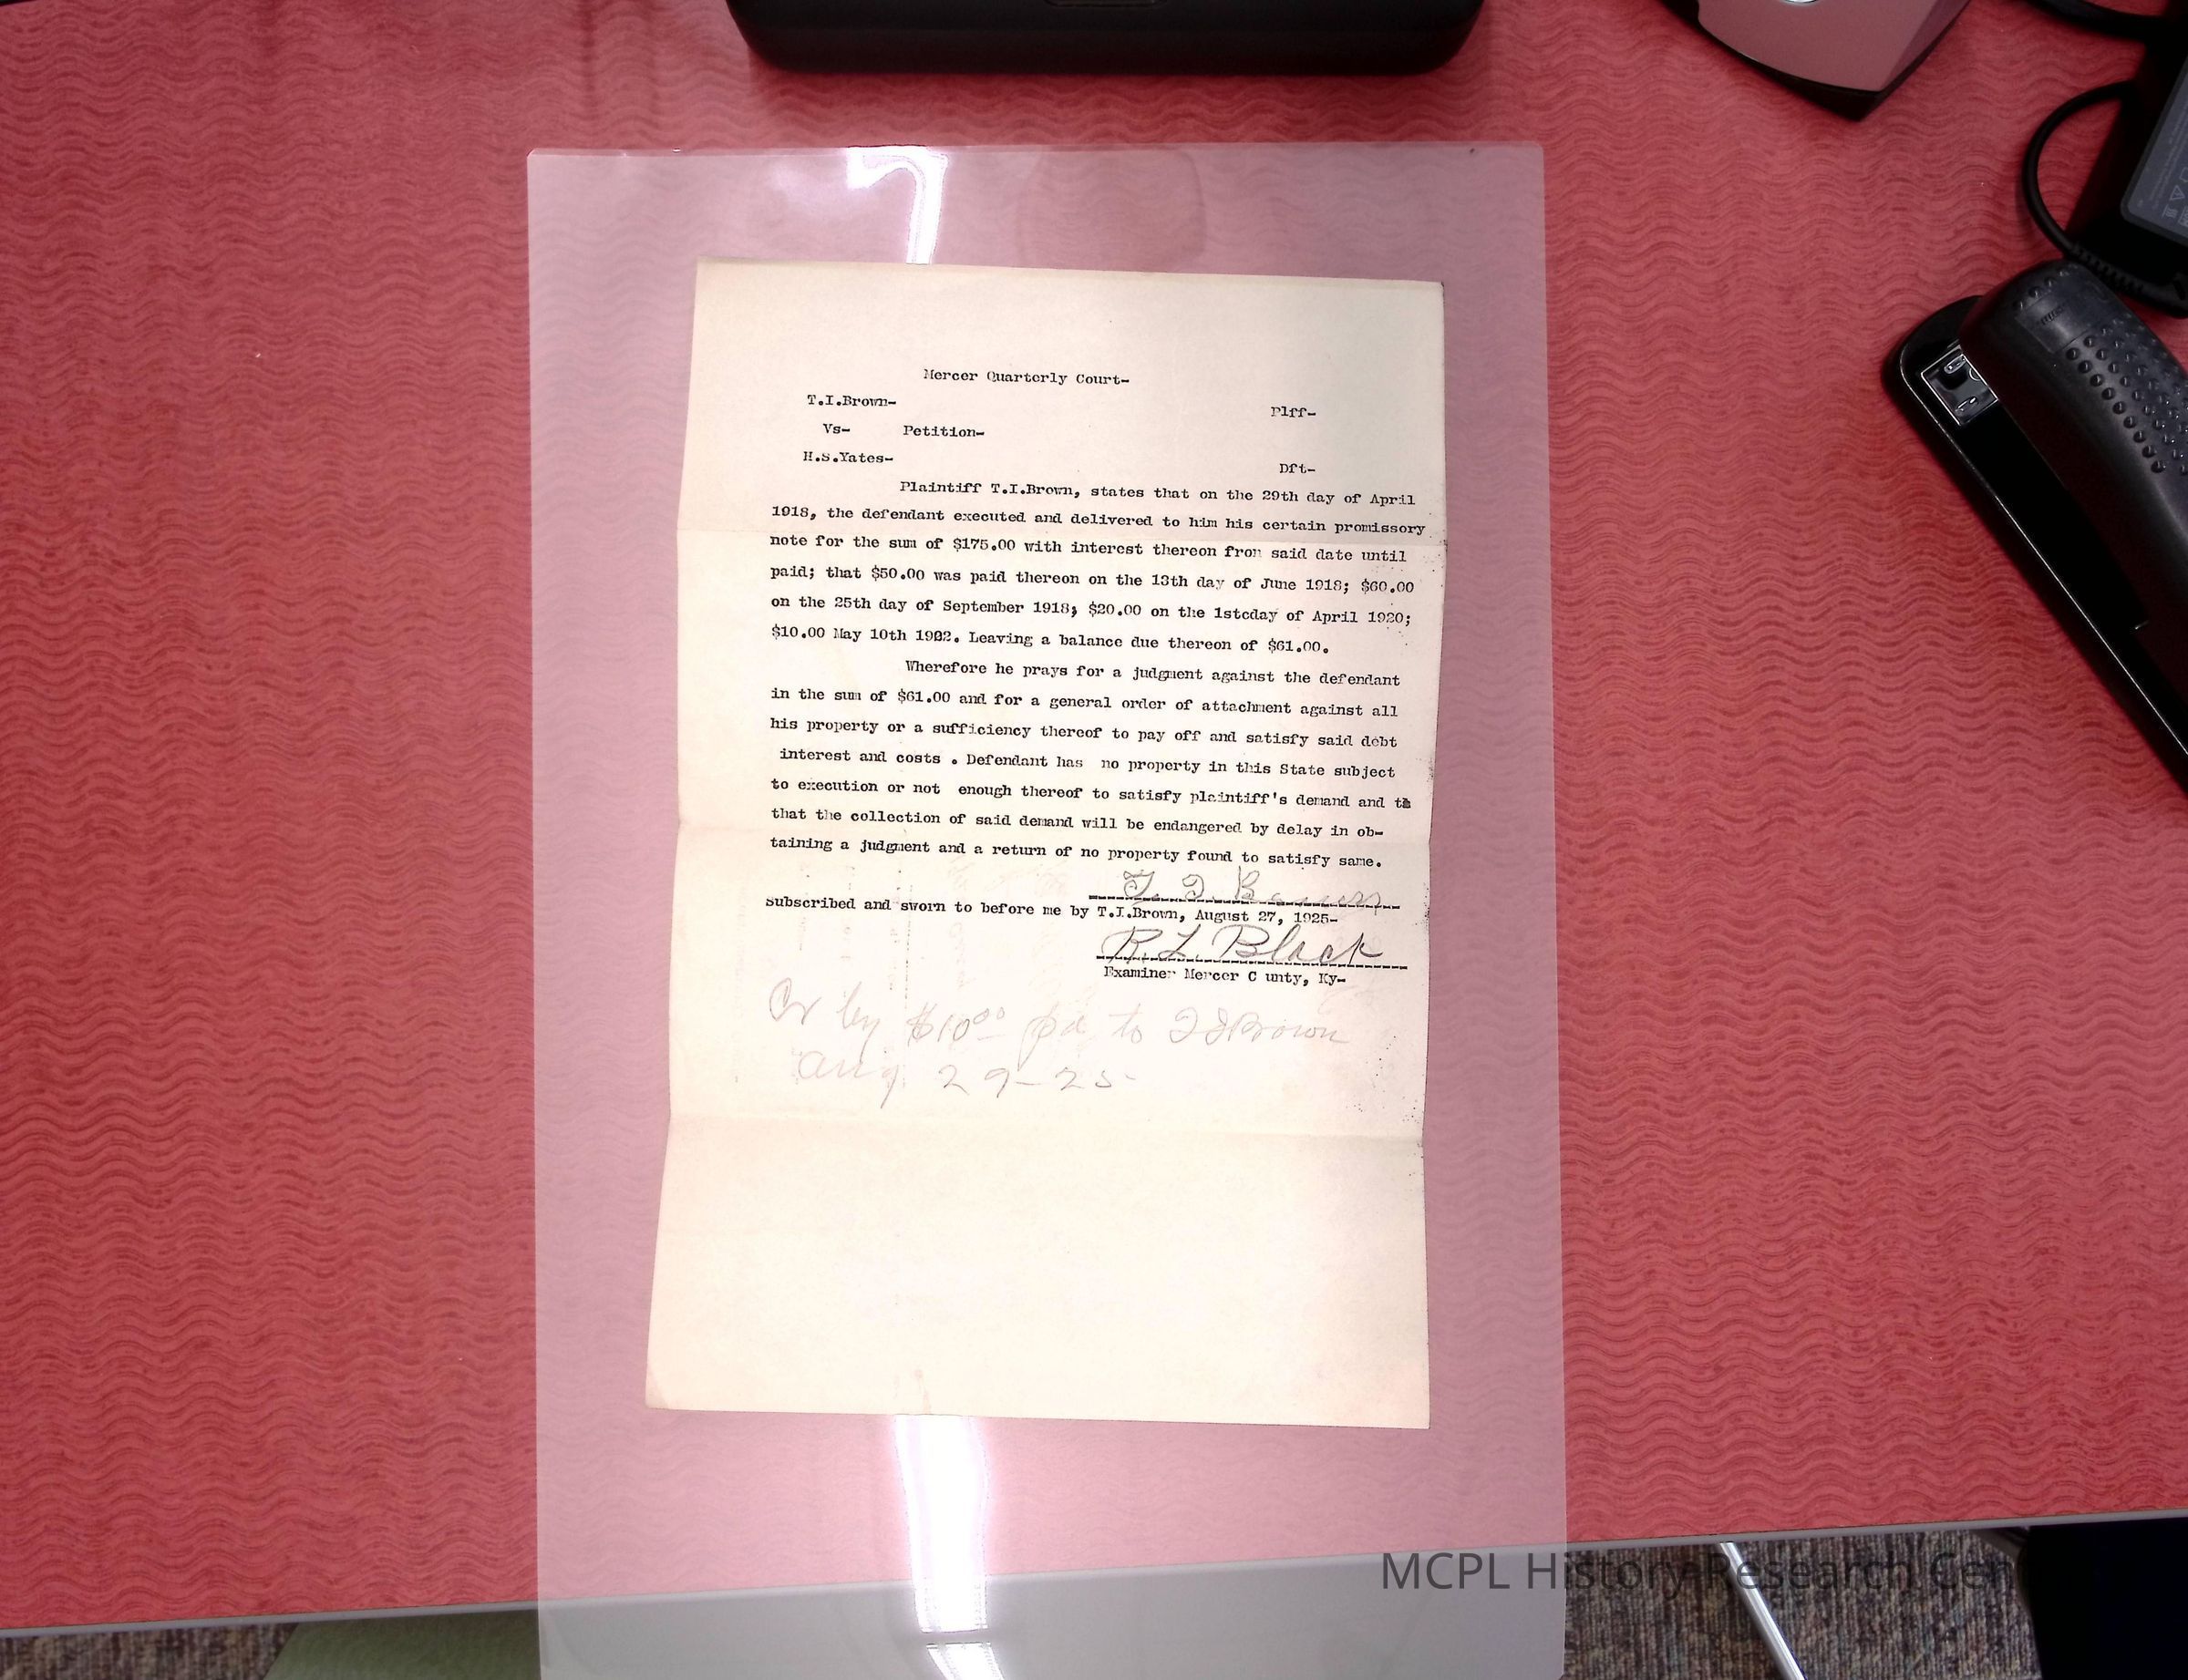 Mercer Quarterly Court-
T.I.Brown- Plff-
Vs- Petition-
H.S.Yates- Dft-
Plaintiff T.I.Brown, states that on the 29th day of April
1918, the defendant executed and delivered to him his certain promissory
note for the sum of $175.00 with interest thereon from said date until
paid; that $50.00 was paid thereon on the 13th day of June 1918; $60.00
on the 25th day of September 1918; $20.00 on the 1stcday of April 1920;
$10.00 May 10th 1922. Leaving a balance due thereon of $61.00.
Wherefore he prays for a judgment against the defendant
in the sum of $61.00 and for a general order of attachment against all
his property or a sufficiency thereof to pay off and satisfy said debt
interest and costs . Defendant has no property in this State subject
to execution or not enough thereof to satisfy plaintiff's demand and th
that the collection of said demand will be endangered by delay in ob-
taining a judgment and a return of no property found to satisfy same.
T. I. Brown
Subscribed and sworn to before me by T.I.Brown, August 27, 1925-
R.L. Black
Examiner Mercer C unty, Ky-
Cr by $10.00 pd to T I Brown
Aug. 29-25-
MCPL History Research Cen